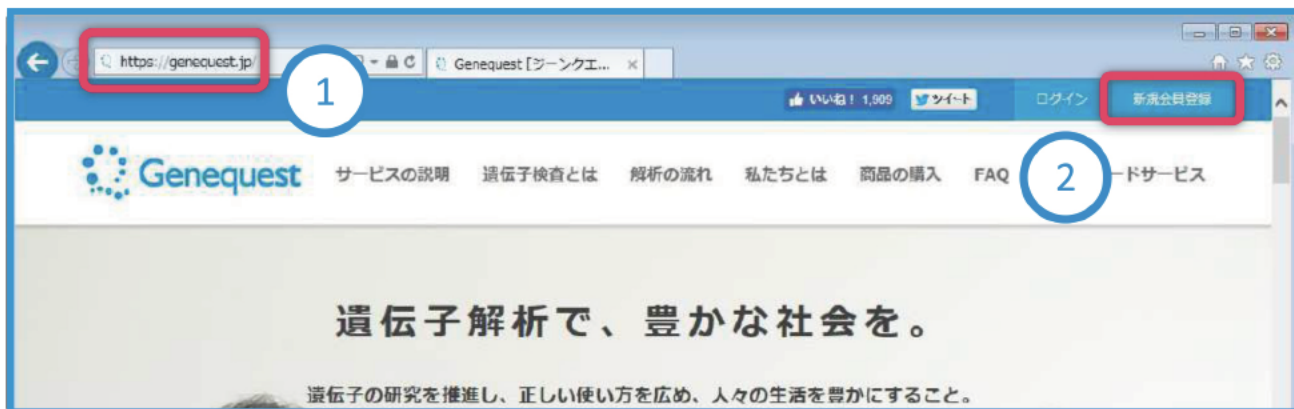 https://genequest.jp/
Genequest [ジーンクエ...
1
いいね! 1,909
ツイート
ログイン
新規会員登録
Genequest
サービスの説明
遺伝子検査とは
解析の流れ
私たちとは
商品の購入
FAQ
2
ードサービス
遺伝子解析で、豊かな社会を。
遺伝子の研究を推進し、正しい使い方を広め、人々の生活を豊かにすること。